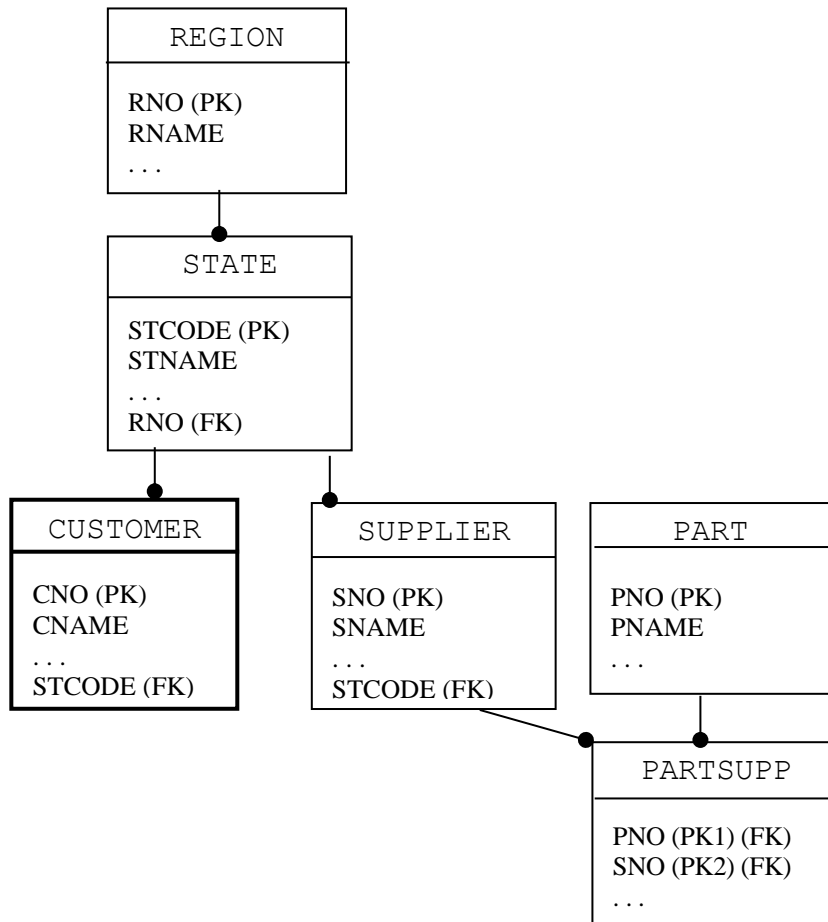 REGION
RNO (PK)
RNAME
. . .
STATE
STCODE (PK)
STNAME
. . .
RNO (FK)
CUSTOMER
CNO (PK)
CNAME
. . .
STCODE (FK)
SUPPLIER
SNO (PK)
SNAME
. . .
STCODE (FK)
PART
PNO (PK)
PNAME
. . .
PARTSUPP
PNO (PK1) (FK)
SNO (PK2) (FK)
. . .